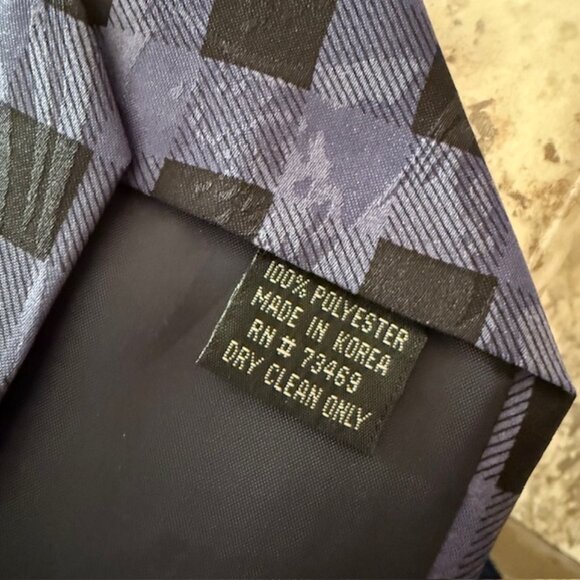 100% POLYESTER
MADE IN KOREA
RN # 73469
DRY CLEAN ONLY